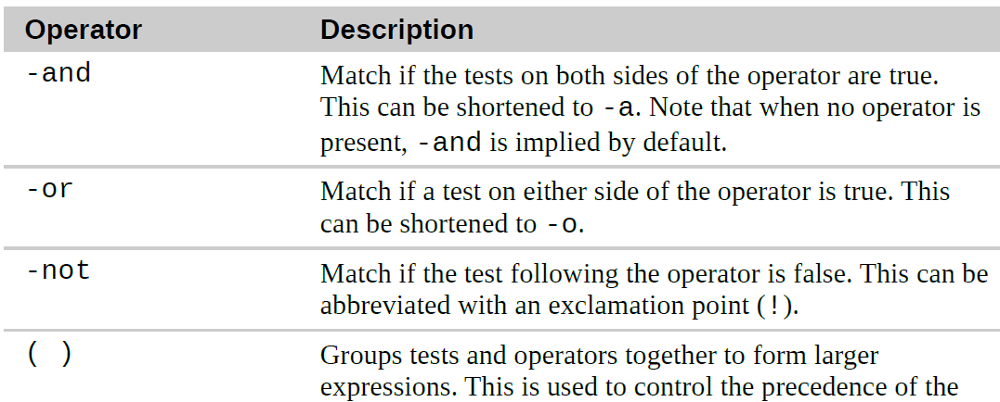 Operator Description
-and Match if the tests on both sides of the operator are true.
This can be shortened to -a. Note that when no operator is
present, -and is implied by default.
-or Match if a test on either side of the operator is true. This
can be shortened to -o.
-not Match if the test following the operator is false. This can be
abbreviated with an exclamation point (!).
( ) Groups tests and operators together to form larger
expressions. This is used to control the precedence of the